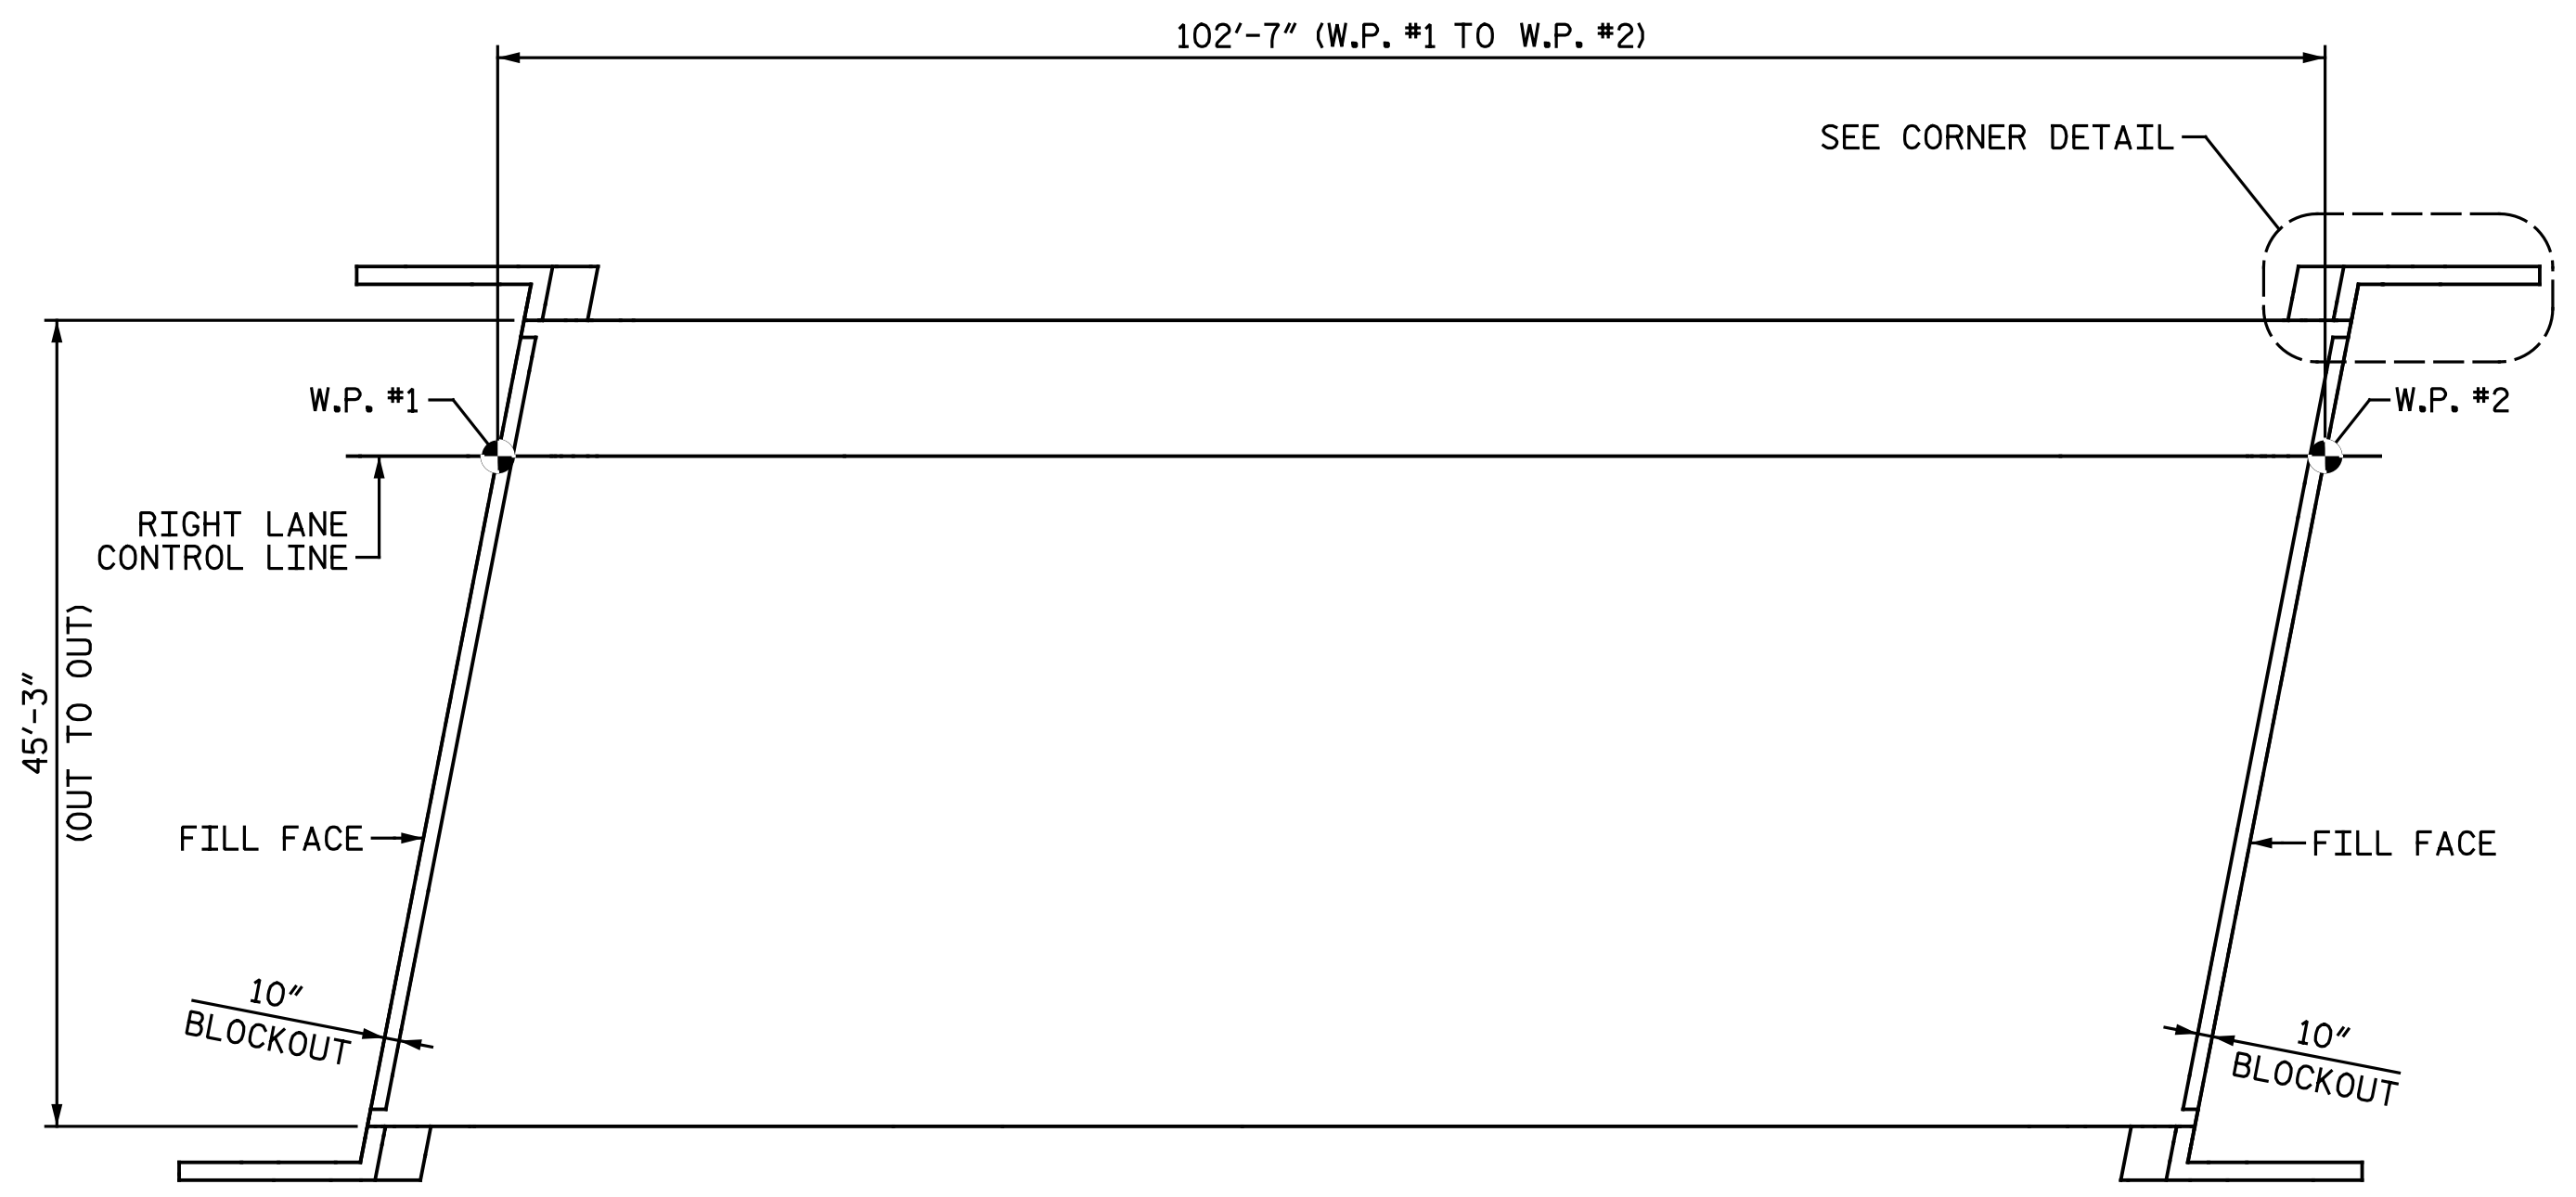 102'-7" (W.P. #1 TO W.P. #2)
SEE CORNER DETAIL
W.P. #1
W.P. #2
RIGHT LANE
CONTROL LINE
45'-3"
(OUT TO OUT)
FILL FACE
FILL FACE
10"
BLOCKOUT
10"
BLOCKOUT